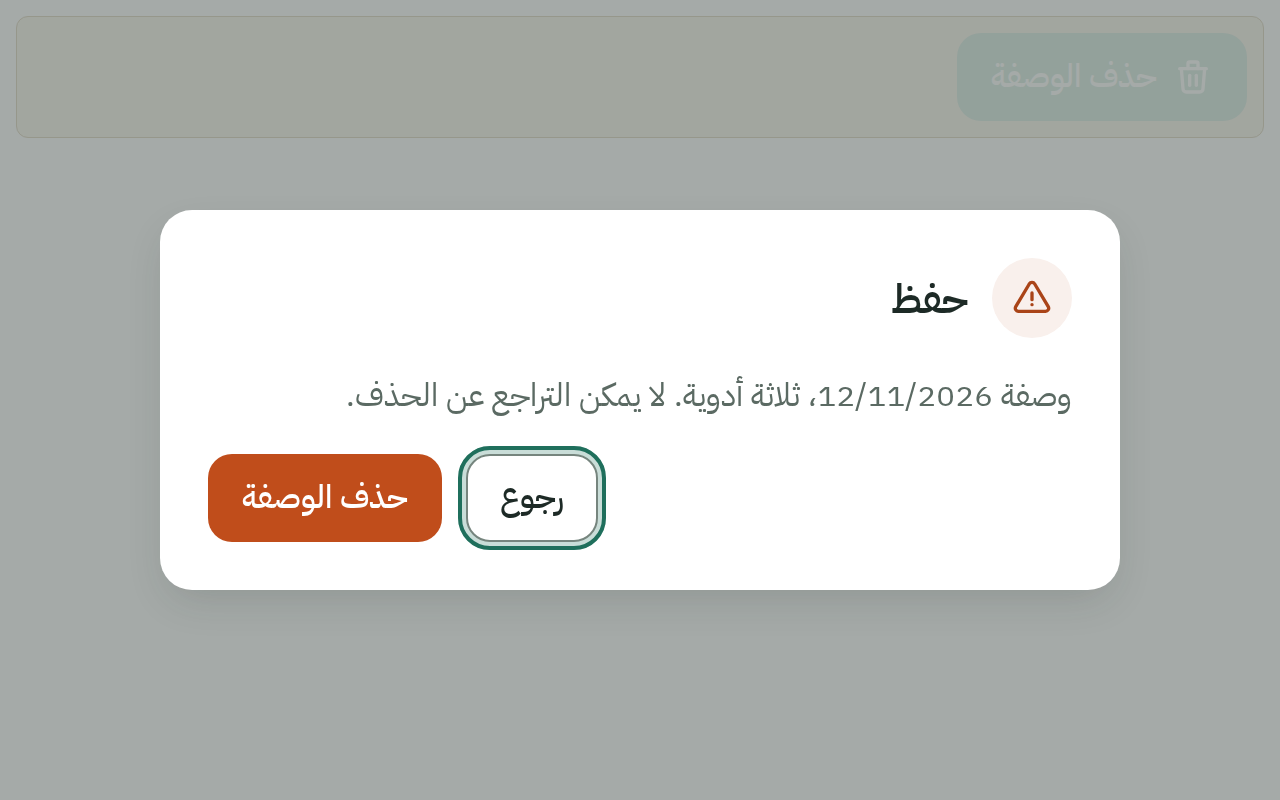 حذف الوصفة
حفظ
وصفة 12/11/2026، ثلاثة أدوية. لا يمكن التراجع عن الحذف.
رجوع
حذف الوصفة